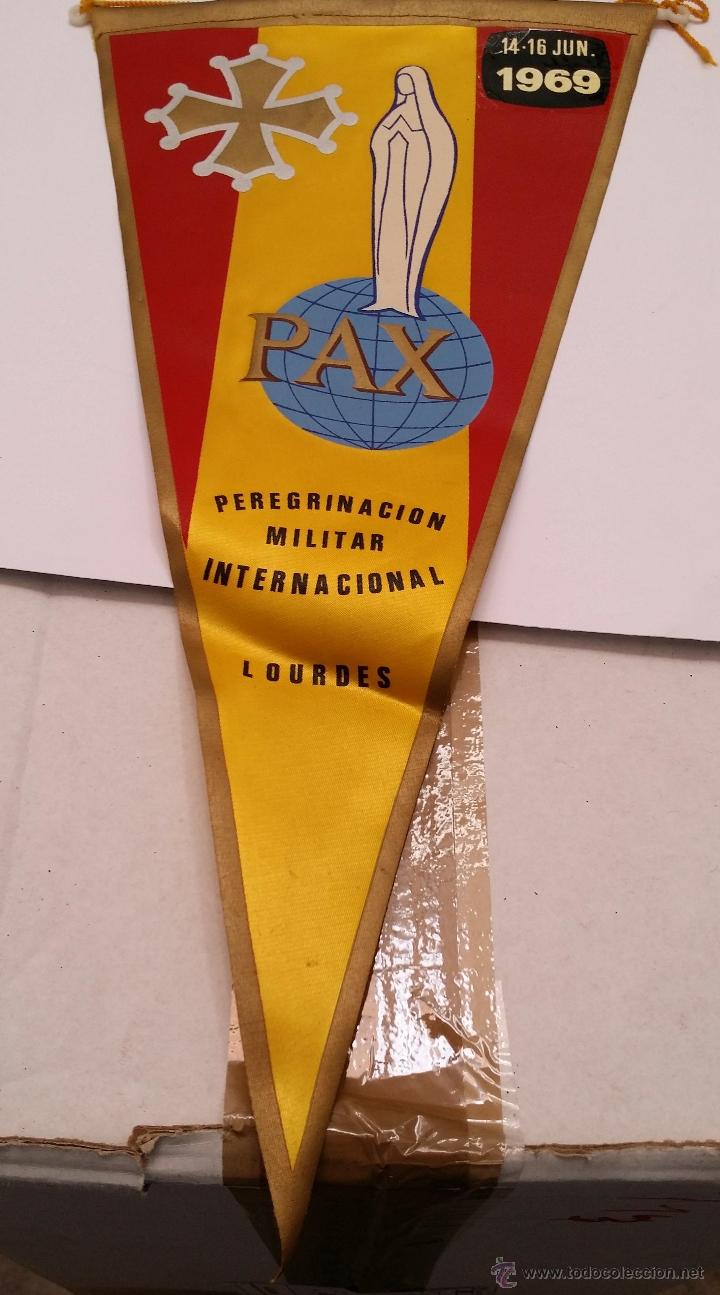 14-16 JUN.
1969
PAX
PEREGRINACION
MILITAR
INTERNACIONAL
LOURDES
www.todocoleccion.net